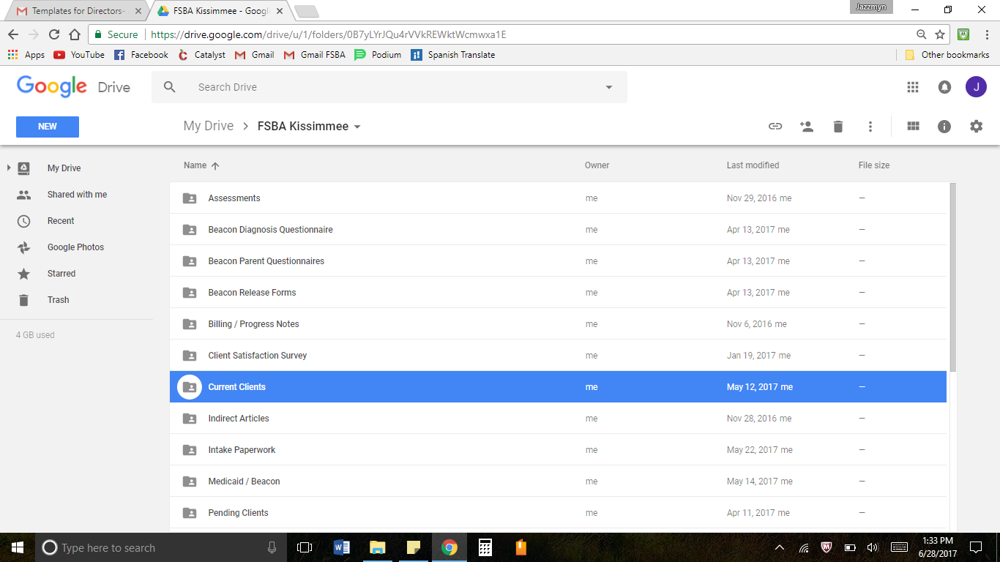 Templates for Directors-
FSBA Kissimmee - Googl
Jazzmyn
Secure
https://drive.google.com/drive/u/1/folders/0B7yLYrJQu4rVVkREWktWcmwxa1E
Apps YouTube Facebook Catalyst Gmail Gmail FSBA Podium Spanish Translate Other bookmarks
Google Drive
Search Drive
J
NEW
My Drive > FSBA Kissimmee
Name Owner Last modified File size
My Drive
Shared with me
Recent
Google Photos
Starred
Trash
4 GB used
Assessments me Nov 29, 2016 me —
Beacon Diagnosis Questionnaire me Apr 13, 2017 me —
Beacon Parent Questionnaires me Apr 13, 2017 me —
Beacon Release Forms me Apr 13, 2017 me —
Billing / Progress Notes me Nov 6, 2016 me —
Client Satisfaction Survey me Jan 19, 2017 me —
Current Clients me May 12, 2017 me —
Indirect Articles me Nov 28, 2016 me —
Intake Paperwork me May 22, 2017 me —
Medicaid / Beacon me May 14, 2017 me —
Pending Clients me Apr 11, 2017 me —
Type here to search
1:33 PM
6/28/2017